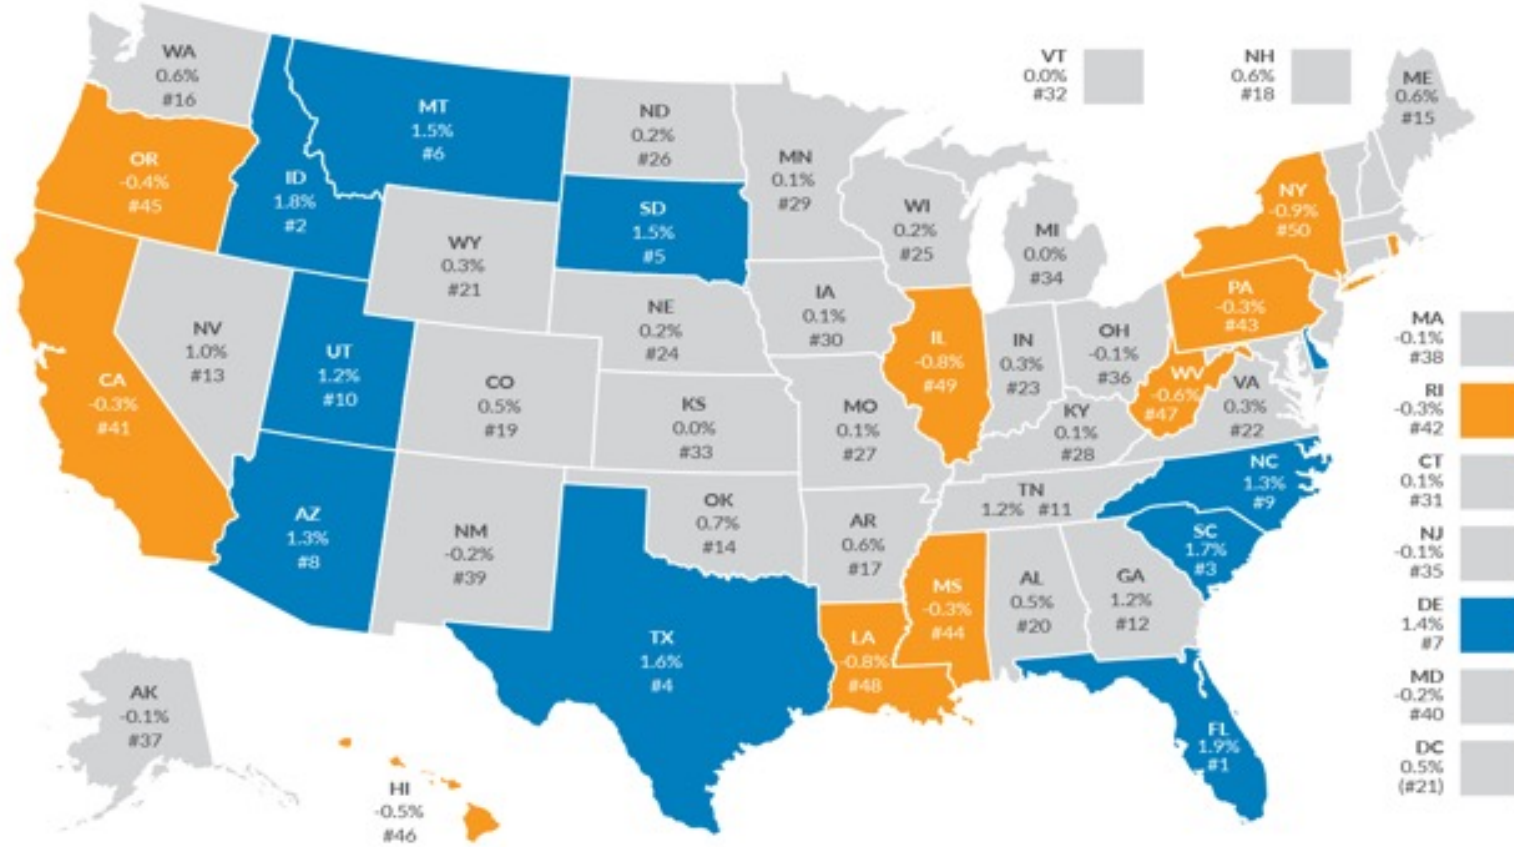 WA
0.6%
#16
OR
-0.4%
#45
CA
-0.3%
#41
NV
1.0%
#13
ID
1.8%
#2
MT
1.5%
#6
WY
0.3%
#21
UT
1.2%
#10
AZ
1.3%
#8
CO
0.5%
#19
NM
-0.2%
#39
ND
0.2%
#26
SD
1.5%
#5
NE
0.2%
#24
KS
0.0%
#33
OK
0.7%
#14
TX
1.6%
#4
MN
0.1%
#29
IA
0.1%
#30
MO
0.1%
#27
AR
0.6%
#17
LA
-0.8%
#48
WI
0.2%
#25
IL
-0.8%
#49
MS
-0.3%
#44
MI
0.0%
#34
IN
0.3%
#23
OH
-0.1%
#36
KY
0.1%
#28
TN
1.2% #11
AL
0.5%
#20
GA
1.2%
#12
FL
1.9%
#1
SC
1.7%
#3
NC
1.3%
#9
VA
0.3%
#22
WV
-0.6%
#47
PA
-0.3%
#43
NY
-0.9%
#50
VT
0.0%
#32
NH
0.6%
#18
ME
0.6%
#15
MA
-0.1%
#38
RI
-0.3%
#42
CT
0.1%
#31
NJ
-0.1%
#35
DE
1.4%
#7
MD
-0.2%
#40
DC
0.5%
(#21)
AK
-0.1%
#37
HI
-0.5%
#46